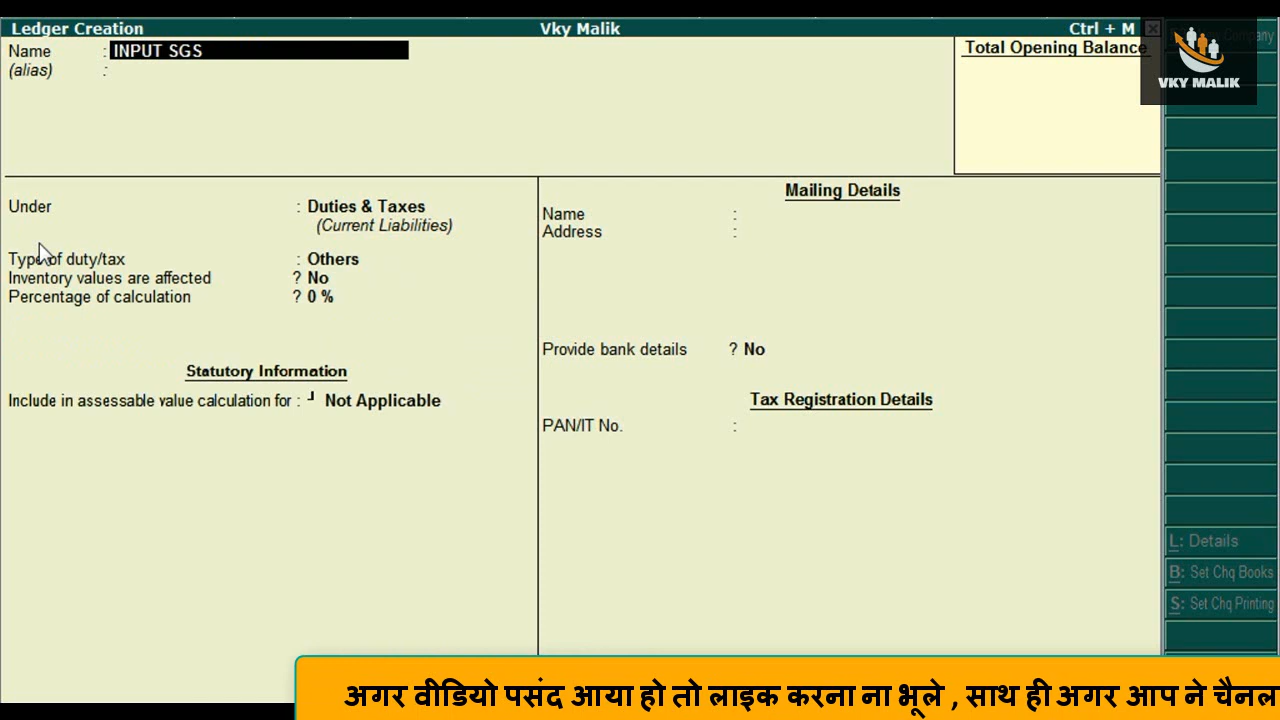 Ledger Creation Vky Malik Ctrl + M
Name : INPUT SGS
(alias) :
Total Opening Balance
VKY MALIK
Under : Duties & Taxes
(Current Liabilities)
Type of duty/tax : Others
Inventory values are affected ? No
Percentage of calculation ? 0 %
Statutory Information
Include in assessable value calculation for : Not Applicable
Mailing Details
Name :
Address :
Provide bank details ? No
Tax Registration Details
PAN/IT No. :
L: Details
B: Set Chq Books
S: Set Chq Printing
अगर वीडियो पसंद आया हो तो लाइक करना ना भूले , साथ ही अगर आप ने चैनल